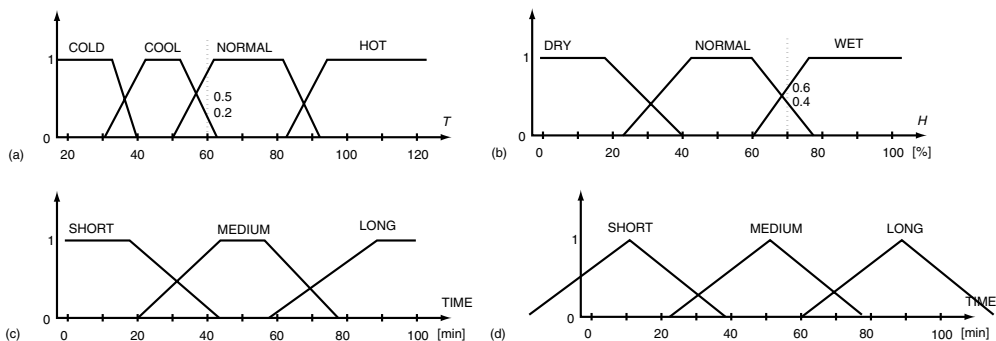 COLD COOL NORMAL HOT
1
0.5
0.2
0
T
20 40 60 80 100 120
(a)
DRY NORMAL WET
1
0.6
0.4
0
H
0 20 40 60 80 100 [%]
(b)
SHORT MEDIUM LONG
1
0
TIME
0 20 40 60 80 100 [min]
(c)
SHORT MEDIUM LONG
1
0
TIME
0 20 40 60 80 100 [min]
(d)